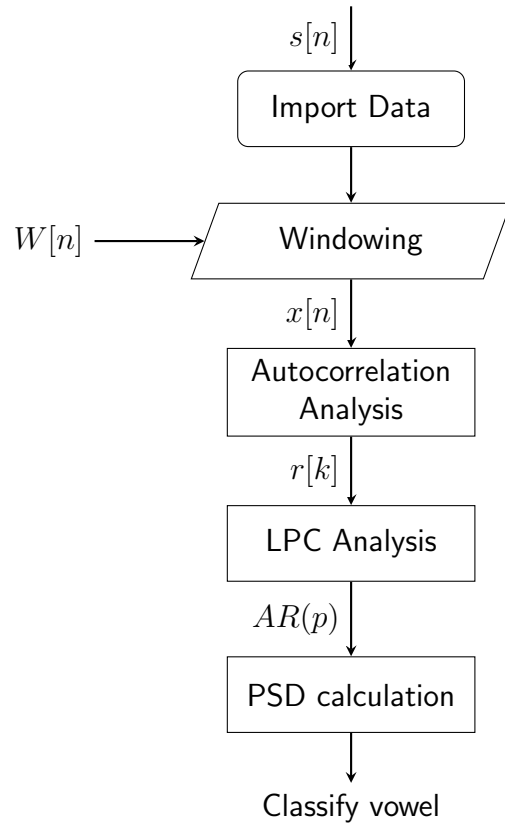 s[n]
Import Data
W[n]
Windowing
x[n]
Autocorrelation
Analysis
r[k]
LPC Analysis
AR(p)
PSD calculation
Classify vowel